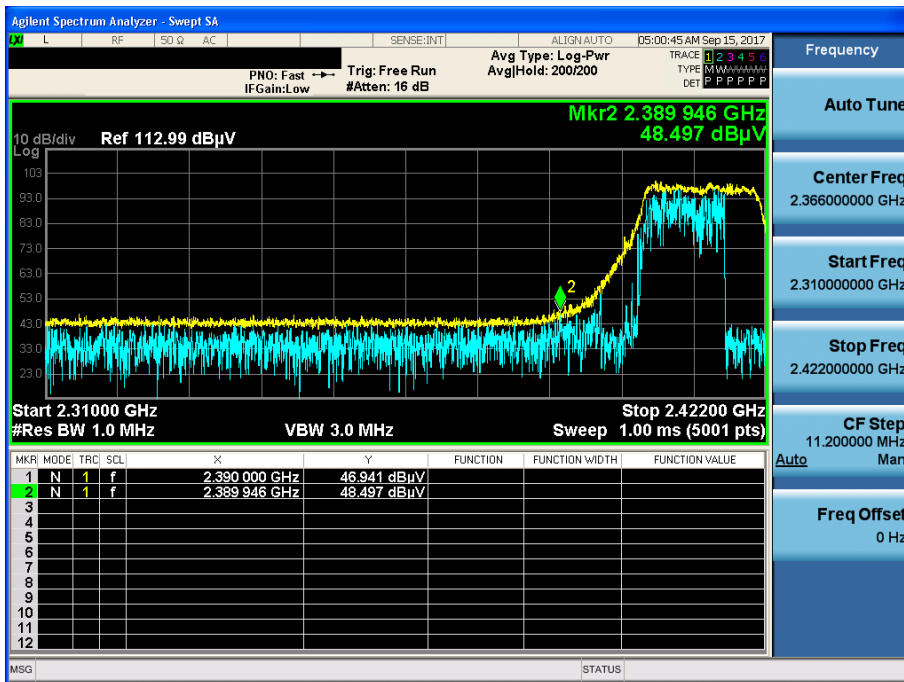 Agilent Spectrum Analyzer - Swept SA
LXI L RF 50 Ω AC SENSE:INT ALIGN AUTO 05:00:45 AM Sep 15, 2017
PNO: Fast Trig: Free Run Avg Type: Log-Pwr TRACE 1 2 3 4 5 6
IFGain:Low #Atten: 16 dB Avg|Hold: 200/200 TYPE M W W W W W
DET P P P P P P
Mkr2 2.389 946 GHz
48.497 dBµV
10 dB/div Ref 112.99 dBµV
Log
103
93.0
83.0
73.0
63.0
53.0
43.0
33.0
23.0
2
Start 2.31000 GHz Stop 2.42200 GHz
#Res BW 1.0 MHz VBW 3.0 MHz Sweep 1.00 ms (5001 pts)
MKR MODE TRC SCL X Y FUNCTION FUNCTION WIDTH FUNCTION VALUE
1 N 1 f 2.390 000 GHz 46.941 dBµV
2 N 1 f 2.389 946 GHz 48.497 dBµV
3
4
5
6
7
8
9
10
11
12
MSG STATUS
Frequency
Auto Tune
Center Freq
2.366000000 GHz
Start Freq
2.310000000 GHz
Stop Freq
2.422000000 GHz
CF Step
11.200000 MHz
Auto Man
Freq Offset
0 Hz